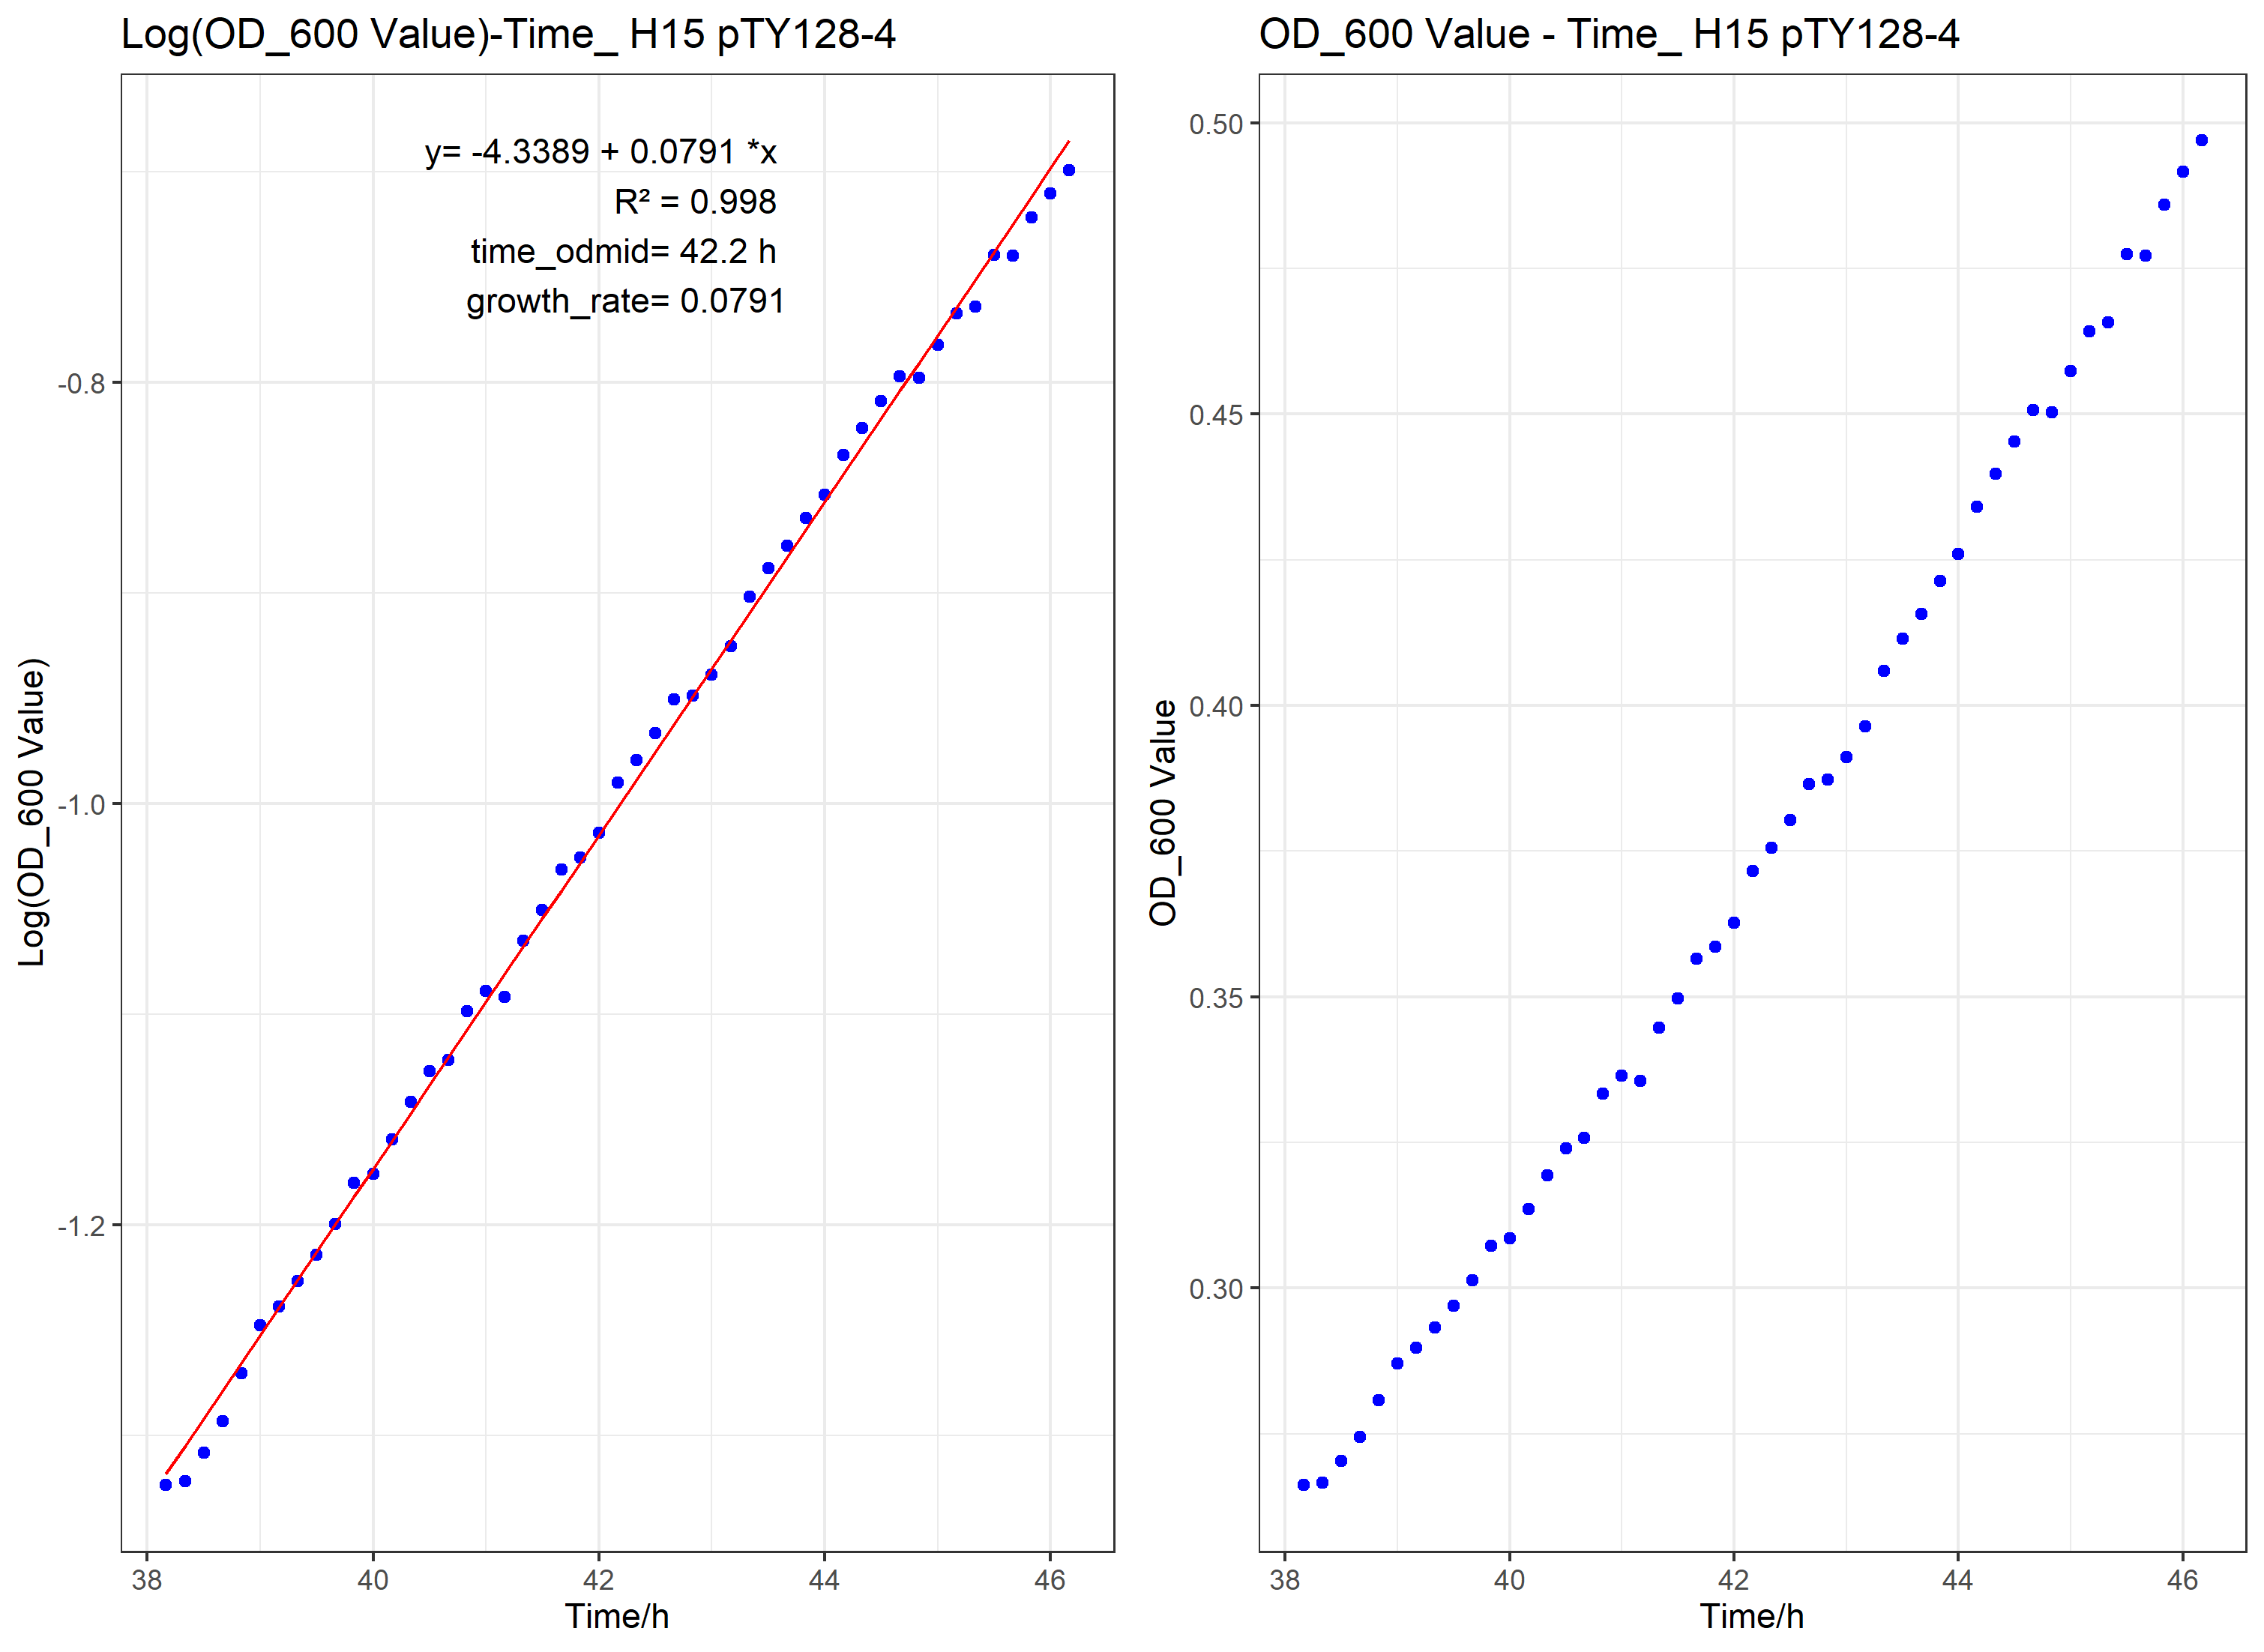 Log(OD_600 Value)-Time_ H15 pTY128-4
y= -4.3389 + 0.0791 *x
R² = 0.998
time_odmid= 42.2 h
growth_rate= 0.0791
Log(OD_600 Value)
-0.8
-1.0
-1.2
38 40 42 44 46
Time/h
OD_600 Value - Time_ H15 pTY128-4
OD_600 Value
0.50
0.45
0.40
0.35
0.30
38 40 42 44 46
Time/h